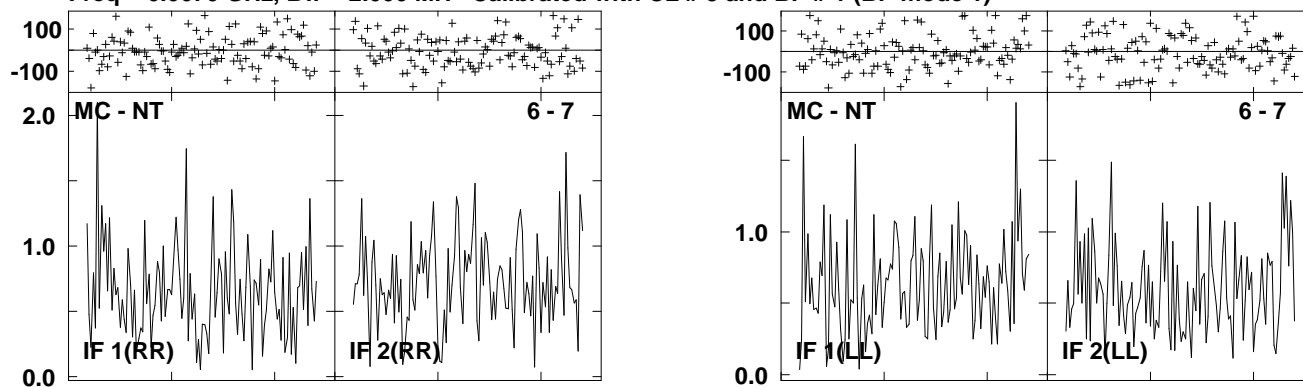 100
-100
MC - NT
6 - 7
2.0
1.0
0.0
IF 1(RR)
IF 2(RR)
100
-100
MC - NT
6 - 7
1.0
0.0
IF 1(LL)
IF 2(LL)